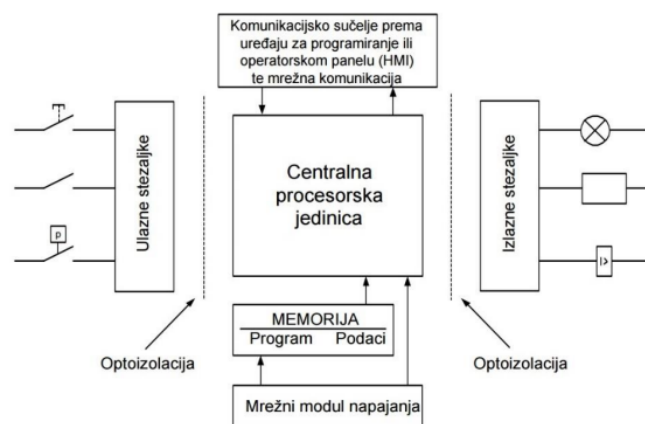 Komunikacijsko sučelje prema
uređaju za programiranje ili
operatorskom panelu (HMI)
te mrežna komunikacija
Ulazne stezaljke
Centralna
procesorska
jedinica
Izlazne stezaljke
p
I>
MEMORIJA
Program Podaci
Optoizolacija
Optoizolacija
Mrežni modul napajanja